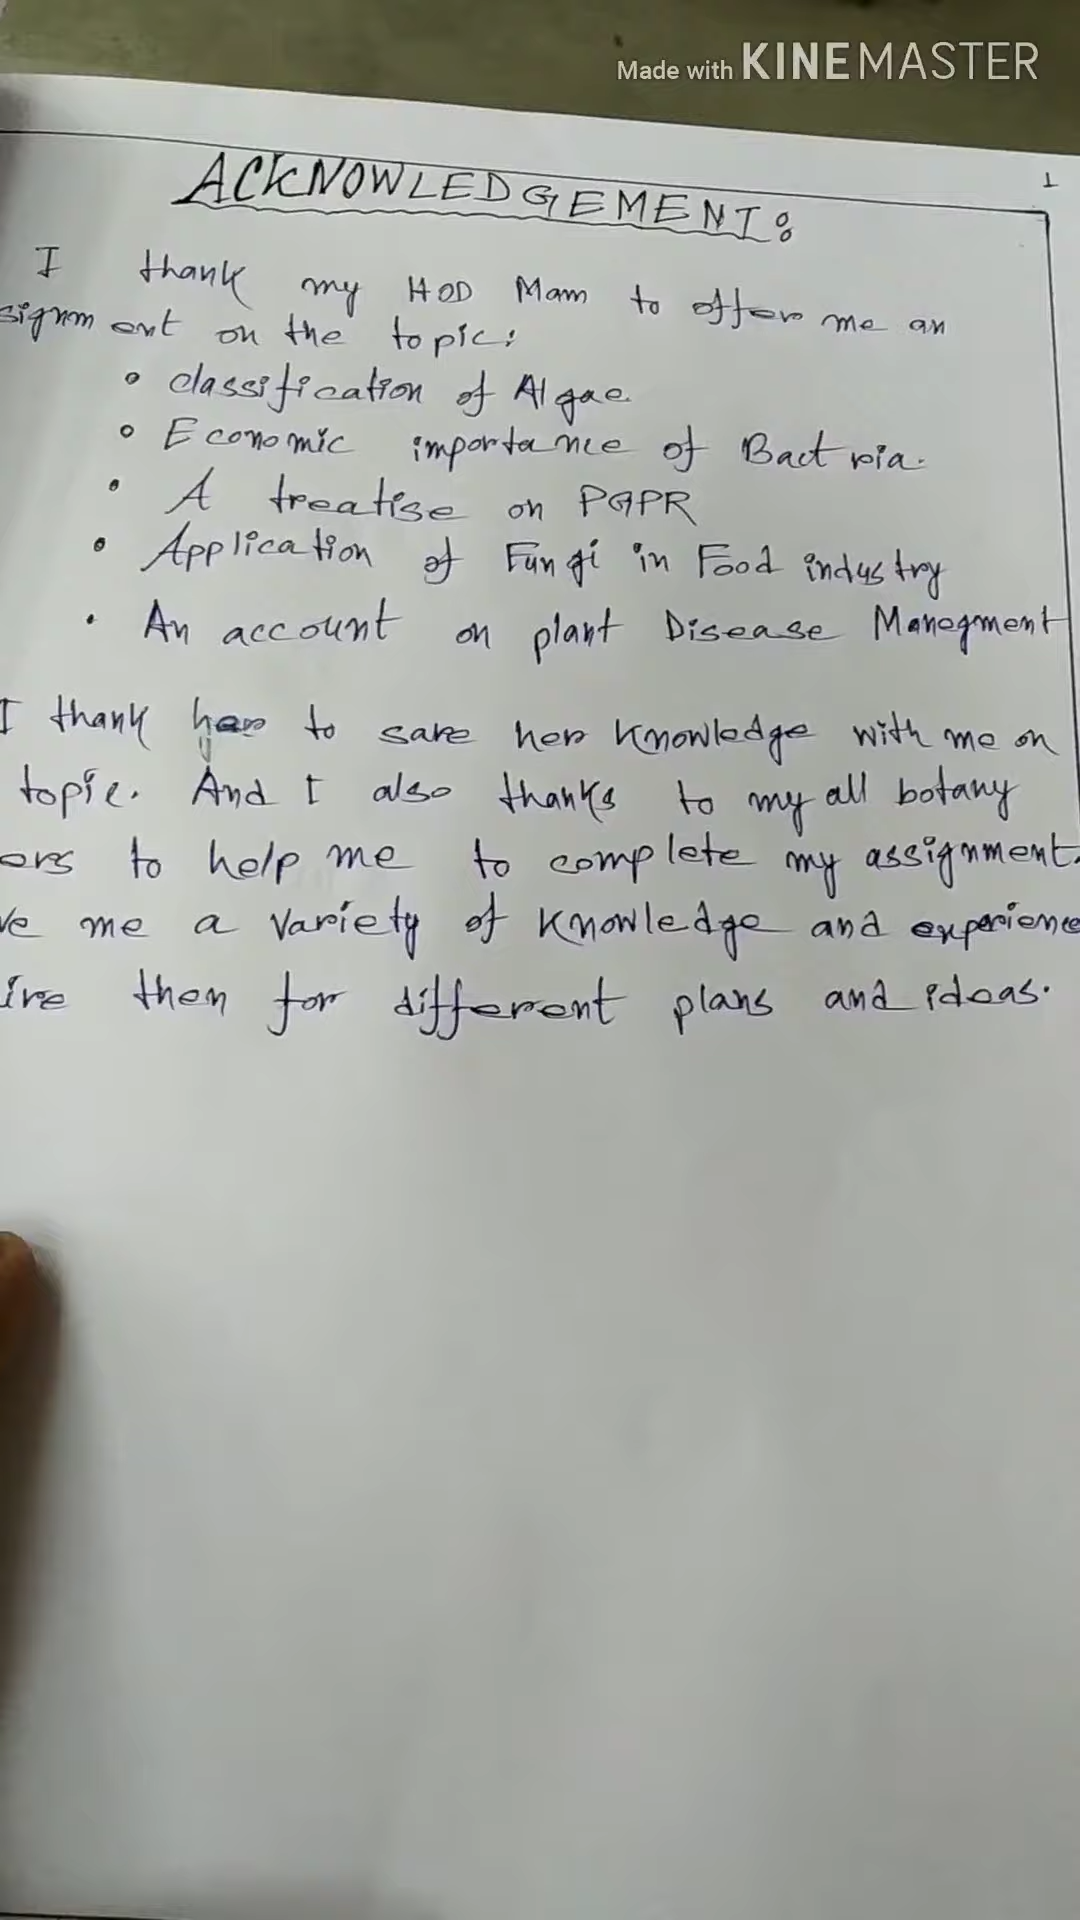 Made with KINEMASTER
1
ACKNOWLEDGEMENT:
I thank my HOD Mam to offer me an
signment on the topic:
• classification of Algae
• Economic importance of Bactria.
• A treatise on PGPR
• Application of Fungi in Food industry
• An account on plant Disease Manegment
I thank her to sare her knowledge with me on
topic. And I also thanks to my all botany
ors to help me to complete my assignment.
ve me a variety of knowledge and experience
ire them for different plans and ideas.